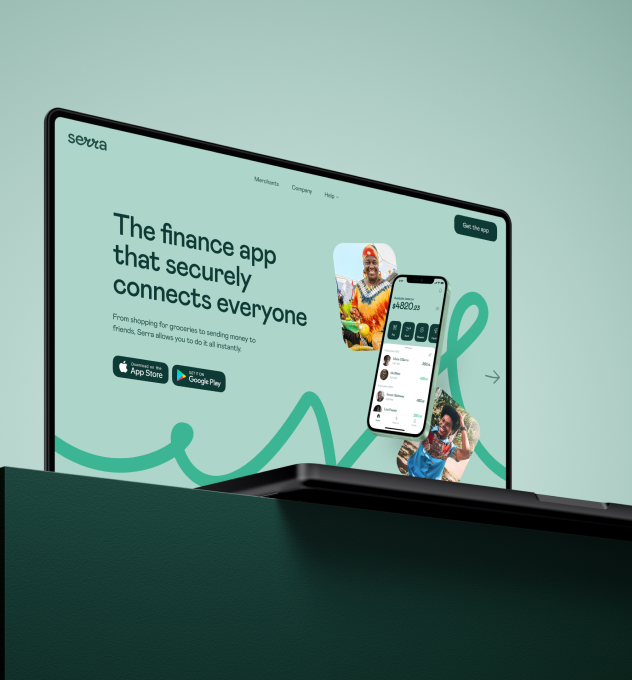 serra
Merchants
Company
Help
Get the app
The finance app
that securely
connects everyone
From shopping for groceries to sending money to
friends, Serra allows you to do it all instantly.
Download on the
App Store
GET IT ON
Google Play
$4820.23